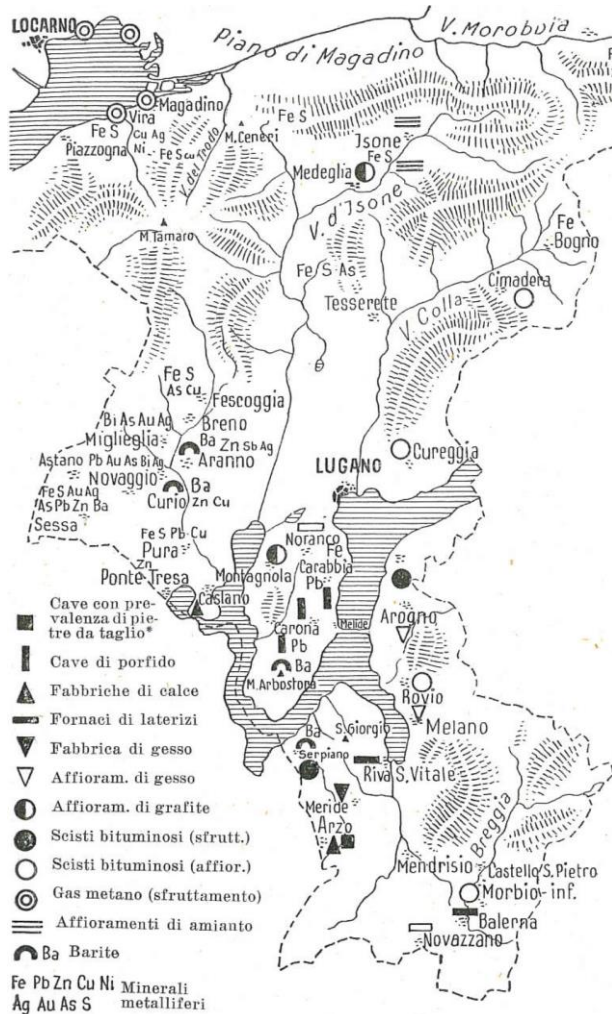 LOCARNO
Piano di Magadino
V. Morobbia
Magadino
Vira
Fe S
Cu Ag
Ni
Piazzogna
Fe S Cu
V. del Trodo
M. Ceneri
Fe S
Isone
Fe S
Medeglia
V. d'Isone
M. Tamaro
Fe
Bogno
Fe S As
Cimadera
Tesserete
V. Colla
Fe S
As Cu
Fescoggia
Bi As Au Ag
Breno
Miglieglia
Ba
Zn Sb Ag
Aranno
Cureggia
Astano Pb Au As Bi Ag
Novaggio
LUGANO
Fe S Au Ag
As Pb Zn Ba
Ba
Curio
Zn Cu
Sessa
Fe S Pb Cu
Pura
Noranco
Fe
Zn
Ponte Tresa
Montagnola
Carabbia
Pb
Caslano
Arogno
Carona
Melide
Pb
Ba
M. Arbostora
Rovio
S. Giorgio
Melano
Ba
Serpiano
Riva S. Vitale
Meride
Arzo
Breggia
Mendrisio
Castello S. Pietro
Morbio-inf.
Balerna
Novazzano
Cave con pre-
valenza di pie-
tre da taglio*
Cave di porfido
Fabbriche di calce
Fornaci di laterizi
Fabbrica di gesso
Affioram. di gesso
Affioram. di grafite
Scisti bituminosi (sfrutt.)
Scisti bituminosi (affior.)
Gas metano (sfruttamento)
Affioramenti di amianto
Ba Barite
Fe Pb Zn Cu Ni Minerali
Ag Au As S metalliferi